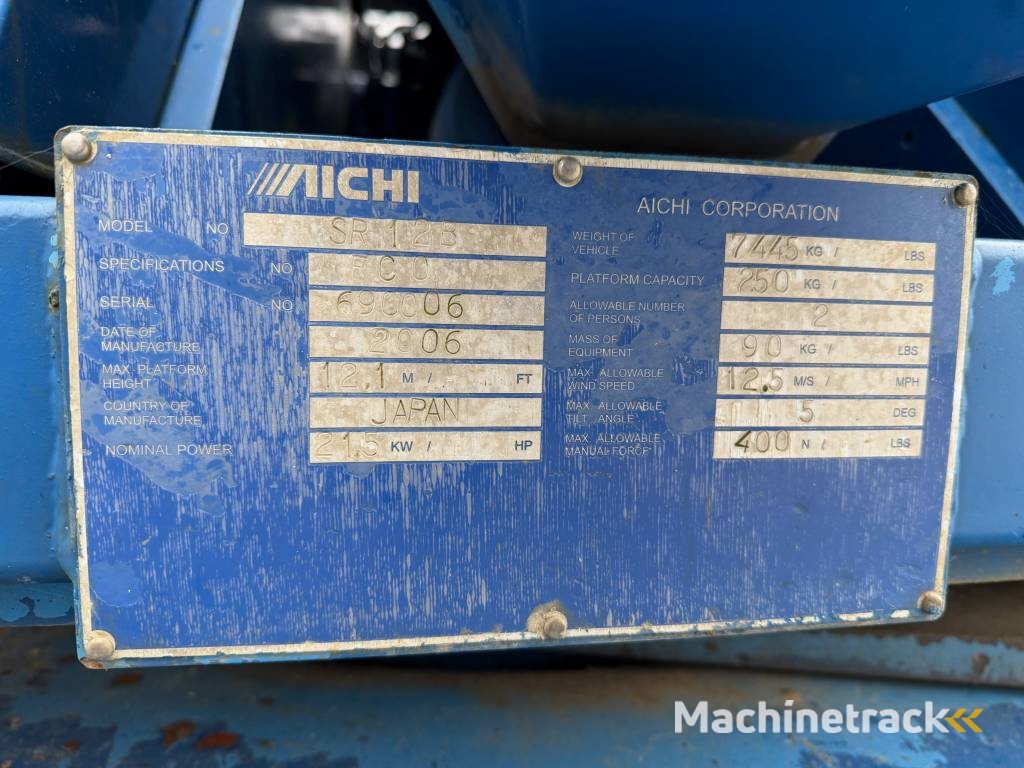 AICHI
AICHI CORPORATION
MODEL NO SR12B
SPECIFICATIONS NO
SERIAL NO 696006
DATE OF MANUFACTURE 2006
MAX. PLATFORM HEIGHT 12,1 M / - FT
COUNTRY OF MANUFACTURE JAPAN
NOMINAL POWER 21.5 KW / HP
WEIGHT OF VEHICLE 7445 KG / LBS
PLATFORM CAPACITY 250 KG / LBS
ALLOWABLE NUMBER OF PERSONS 2
MASS OF EQUIPMENT 90 KG / LBS
MAX. ALLOWABLE WIND SPEED 12.5 M/S / MPH
MAX. ALLOWABLE TILT ANGLE 5 DEG
MAX. ALLOWABLE MANUAL FORCE 400 N / LBS
Machinetrack